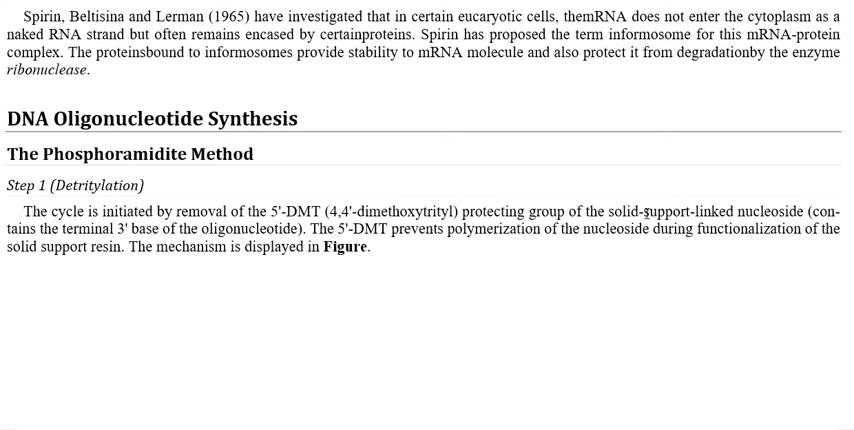 Spirin, Beltisina and Lerman (1965) have investigated that in certain eucaryotic cells, themRNA does not enter the cytoplasm as a
naked RNA strand but often remains encased by certainproteins. Spirin has proposed the term informosome for this mRNA-protein
complex. The proteinsbound to informosomes provide stability to mRNA molecule and also protect it from degradationby the enzyme
ribonuclease.
DNA Oligonucleotide Synthesis
The Phosphoramidite Method
Step 1 (Detritylation)
The cycle is initiated by removal of the 5'-DMT (4,4'-dimethoxytrityl) protecting group of the solid-support-linked nucleoside (con-
tains the terminal 3' base of the oligonucleotide). The 5'-DMT prevents polymerization of the nucleoside during functionalization of the
solid support resin. The mechanism is displayed in Figure.